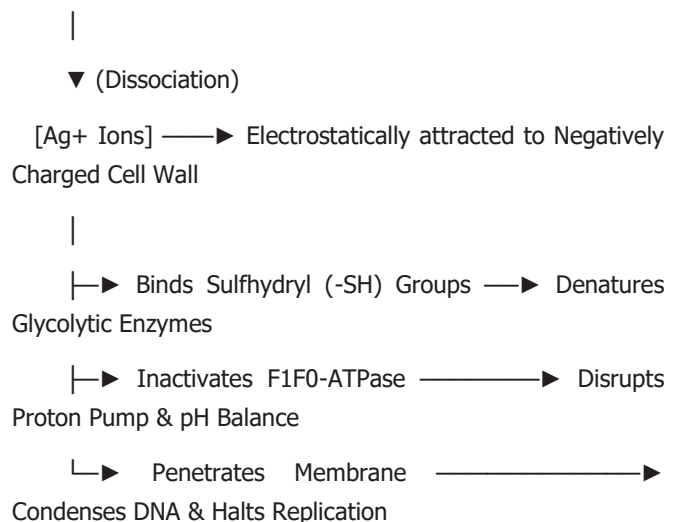 │
▼ (Dissociation)
[Ag+ Ions] ───► Electrostatically attracted to Negatively
Charged Cell Wall
│
├─► Binds Sulfhydryl (-SH) Groups ──► Denatures
Glycolytic Enzymes
├─► Inactivates F1F0-ATPase ───────► Disrupts
Proton Pump & pH Balance
└─► Penetrates Membrane ────────────►
Condenses DNA & Halts Replication